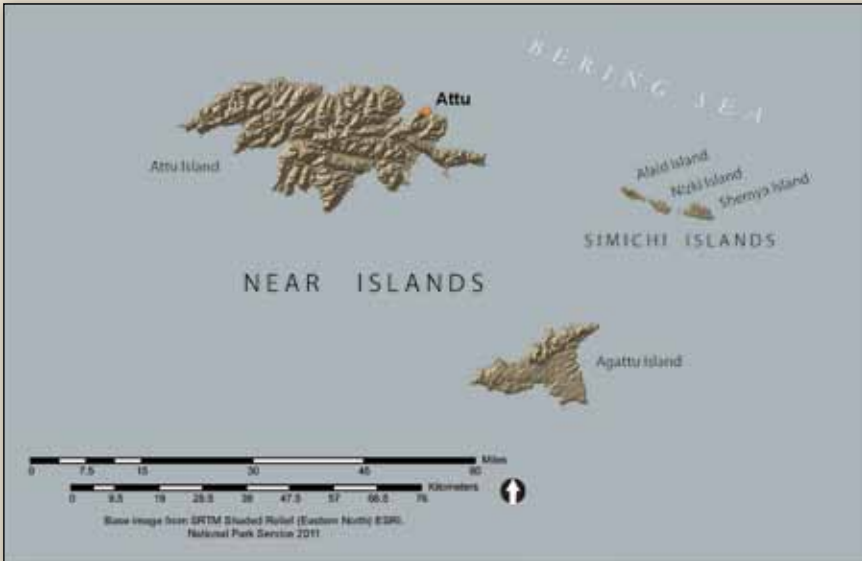 BERING SEA
Attu
Attu Island
Alaid Island
Nizki Island
Shemya Island
SIMICHI ISLANDS
NEAR ISLANDS
Agattu Island
Miles
0 7.5 15 30 45 60
Kilometers
0 9.5 19 28.5 38 47.5 57 66.5 76
Base image from SRTM Shaded Relief (Eastern North) ESRI.
National Park Service 2011